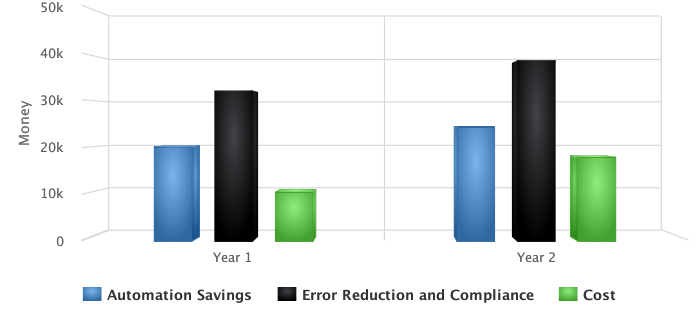 50k
40k
30k
20k
10k
0
Money
Year 1
Year 2
Automation Savings
Error Reduction and Compliance
Cost